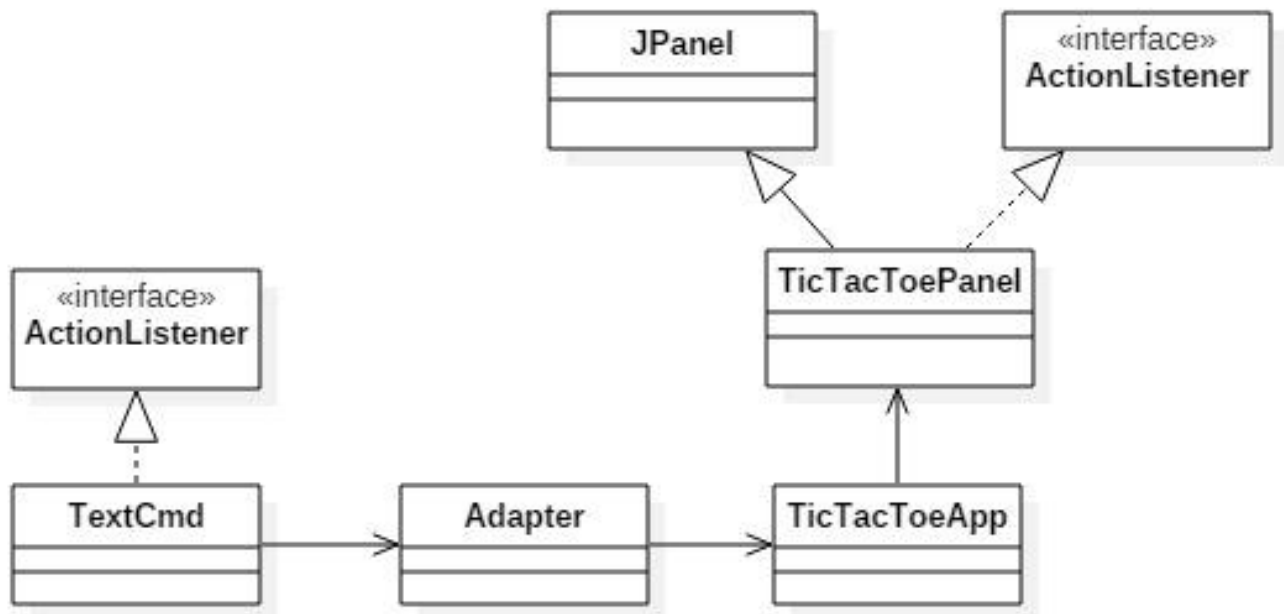 JPanel
«interface»
ActionListener
TicTacToePanel
«interface»
ActionListener
TextCmd
Adapter
TicTacToeApp